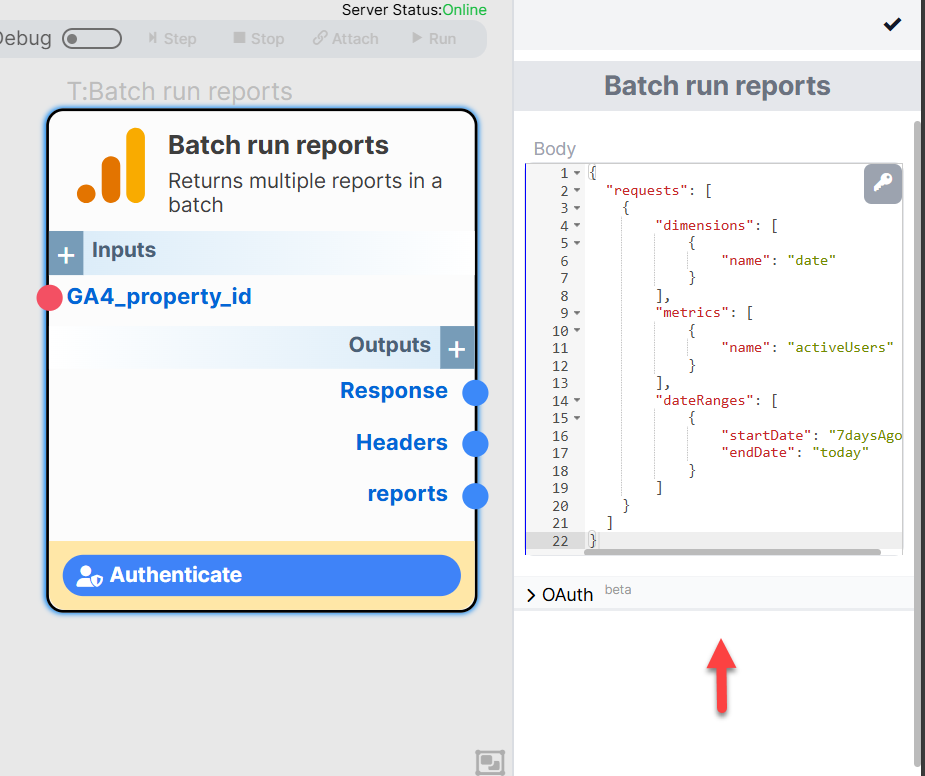 Server Status:Online
Debug
Step
Stop
Attach
Run
T:Batch run reports
Batch run reports
Returns multiple reports in a
batch
+ Inputs
GA4_property_id
Outputs +
Response
Headers
reports
Authenticate
Batch run reports
Body
1 {
2 "requests": [
3 {
4 "dimensions": [
5 {
6 "name": "date"
7 }
8 ],
9 "metrics": [
10 {
11 "name": "activeUsers"
12 }
13 ],
14 "dateRanges": [
15 {
16 "startDate": "7daysAgo
17 "endDate": "today"
18 }
19 ]
20 }
21 ]
22 }
OAuth beta